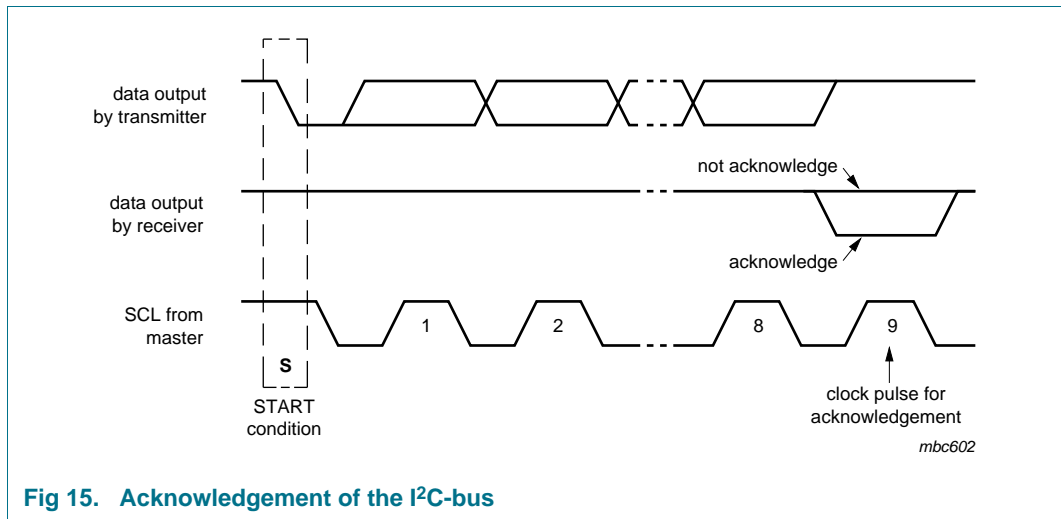 data output
by transmitter
not acknowledge
data output
by receiver
acknowledge
SCL from
master
1
2
8
9
S
START
condition
clock pulse for
acknowledgement
mbc602
Fig 15. Acknowledgement of the I²C-bus